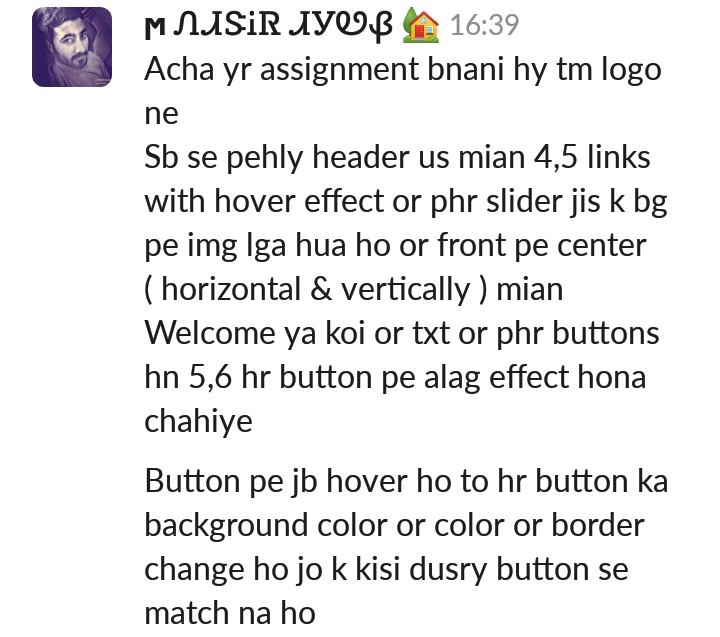 ϻ ᏁᎯSiR ᎯᎽᏬβ 🏡 16:39
Acha yr assignment bnani hy tm logo
ne
Sb se pehly header us mian 4,5 links
with hover effect or phr slider jis k bg
pe img lga hua ho or front pe center
( horizontal & vertically ) mian
Welcome ya koi or txt or phr buttons
hn 5,6 hr button pe alag effect hona
chahiye
Button pe jb hover ho to hr button ka
background color or color or border
change ho jo k kisi dusry button se
match na ho